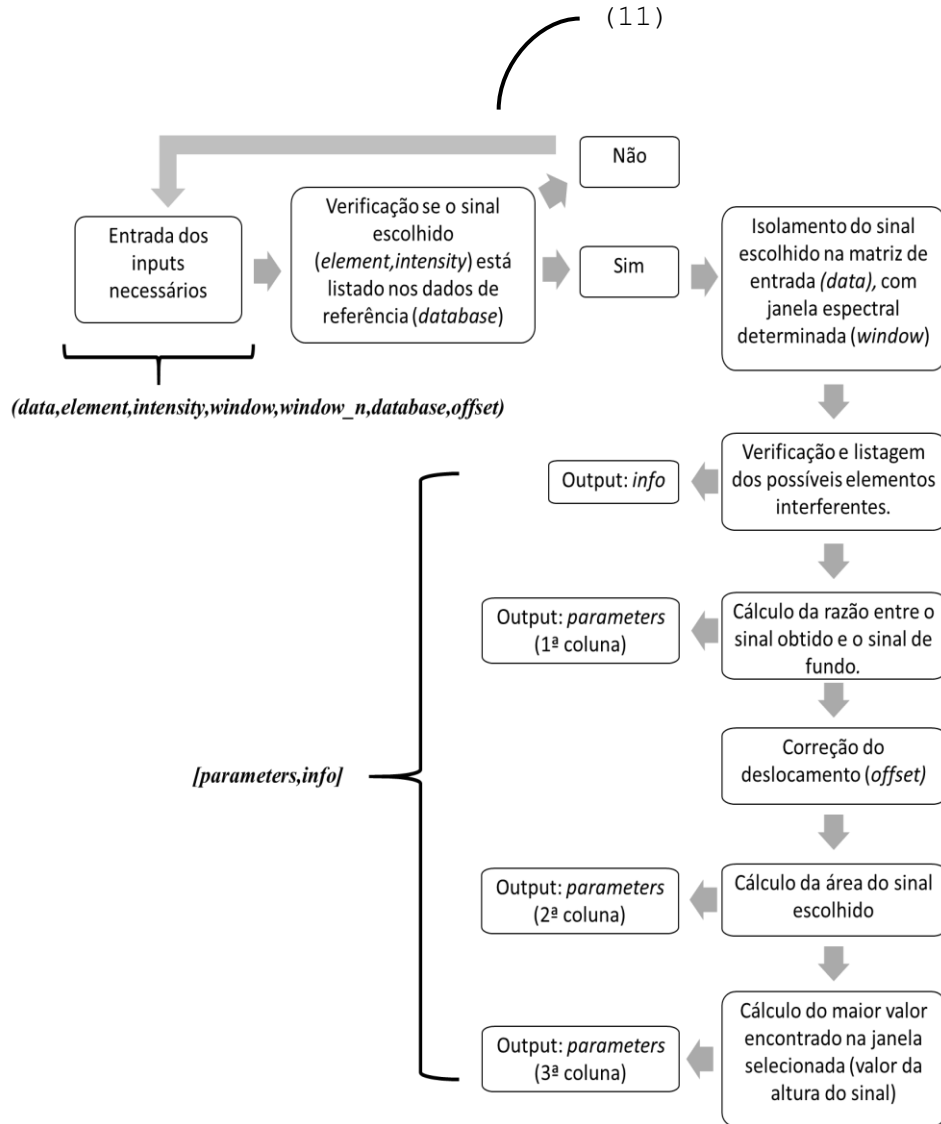 (11)
Não
Entrada dos
inputs
necessários
Verificação se o sinal
escolhido
(element,intensity) está
listado nos dados de
referência (database)
Sim
Isolamento do sinal
escolhido na matriz de
entrada (data), com
janela espectral
determinada (window)
(data,element,intensity,window,window_n,database,offset)
Output: info
Verificação e listagem
dos possíveis elementos
interferentes.
Output: parameters
(1ª coluna)
Cálculo da razão entre o
sinal obtido e o sinal de
fundo.
[parameters,info]
Correção do
deslocamento (offset)
Output: parameters
(2ª coluna)
Cálculo da área do sinal
escolhido
Output: parameters
(3ª coluna)
Cálculo do maior valor
encontrado na janela
selecionada (valor da
altura do sinal)